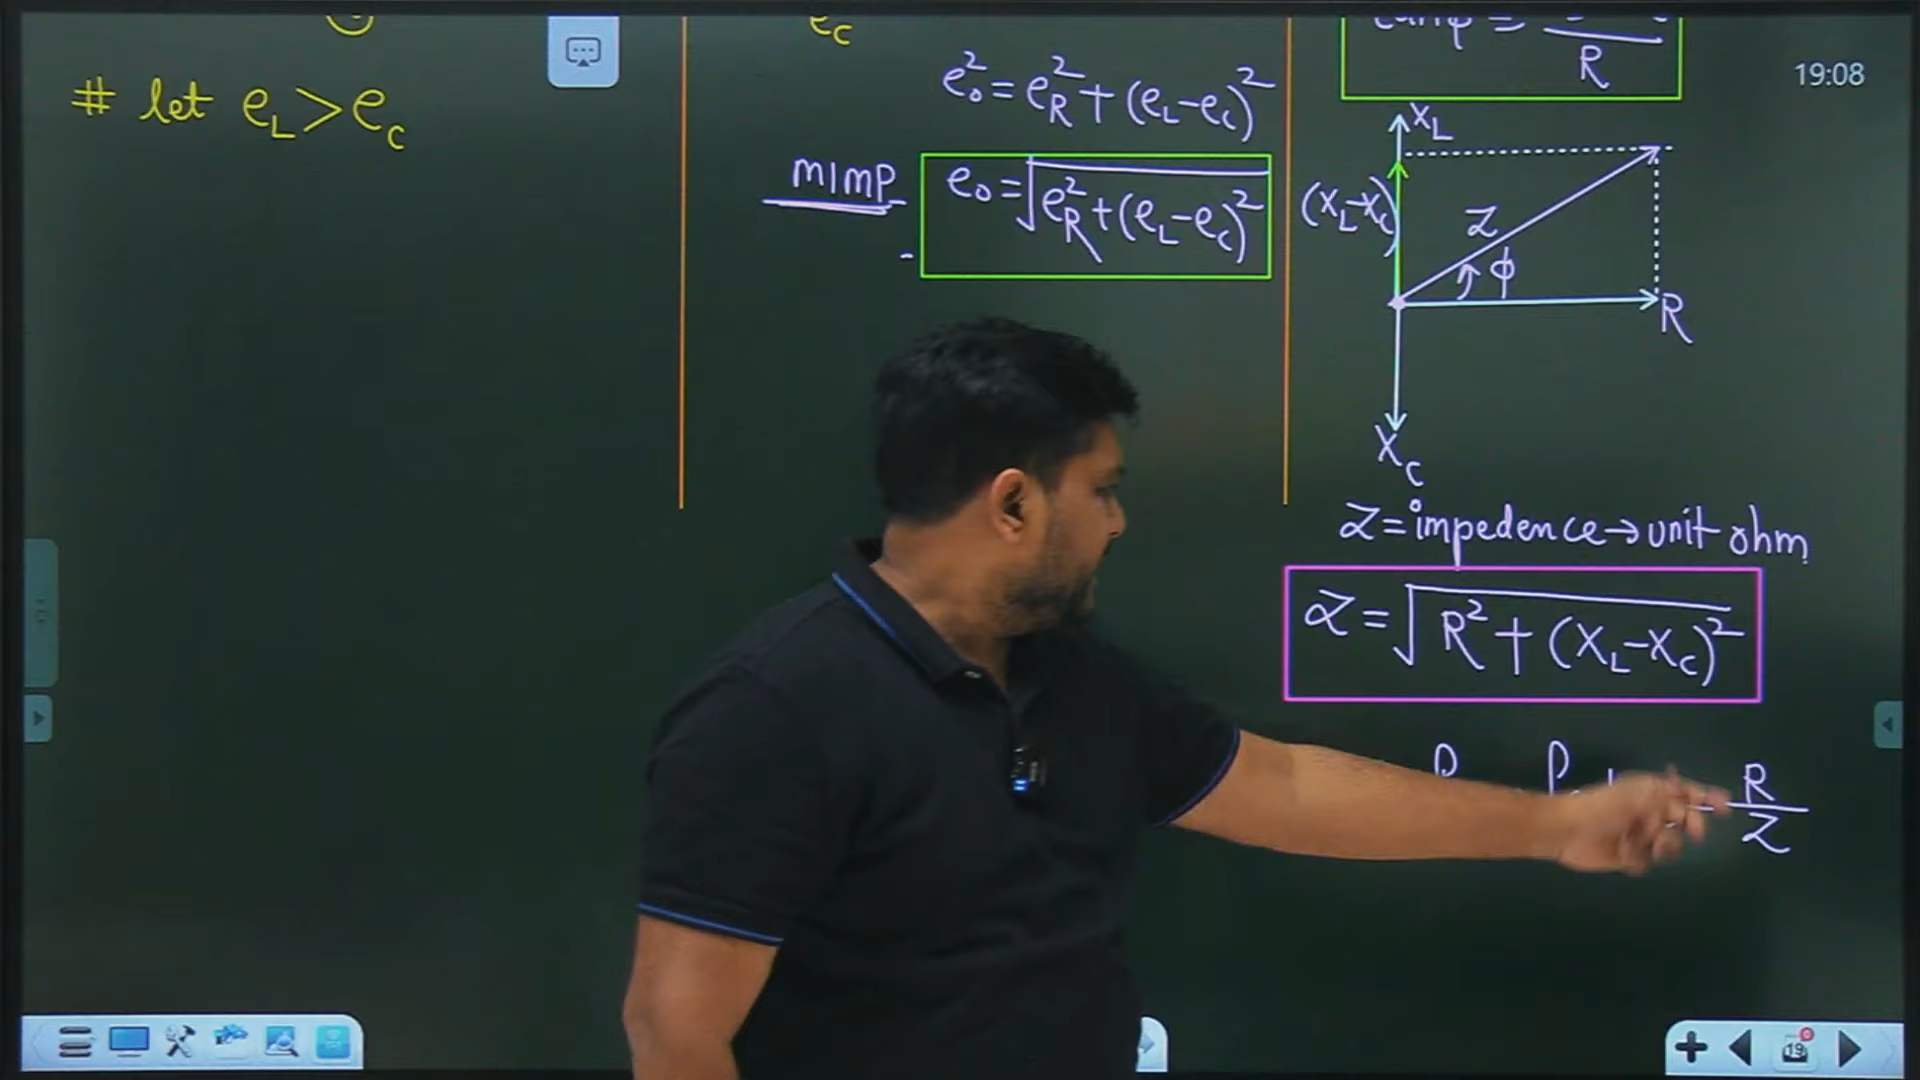 # let e_L > e_C
e_C
e_0^2 = e_R^2 + (e_L - e_C)^2
MIMP
e_0 = √(e_R^2 + (e_L - e_C)^2)
R
19:08
X_L
(X_L - X_C)
Z
φ
R
X_C
Z = impedence → unit ohm
Z = √(R^2 + (X_L - X_C)^2)
R/Z
19